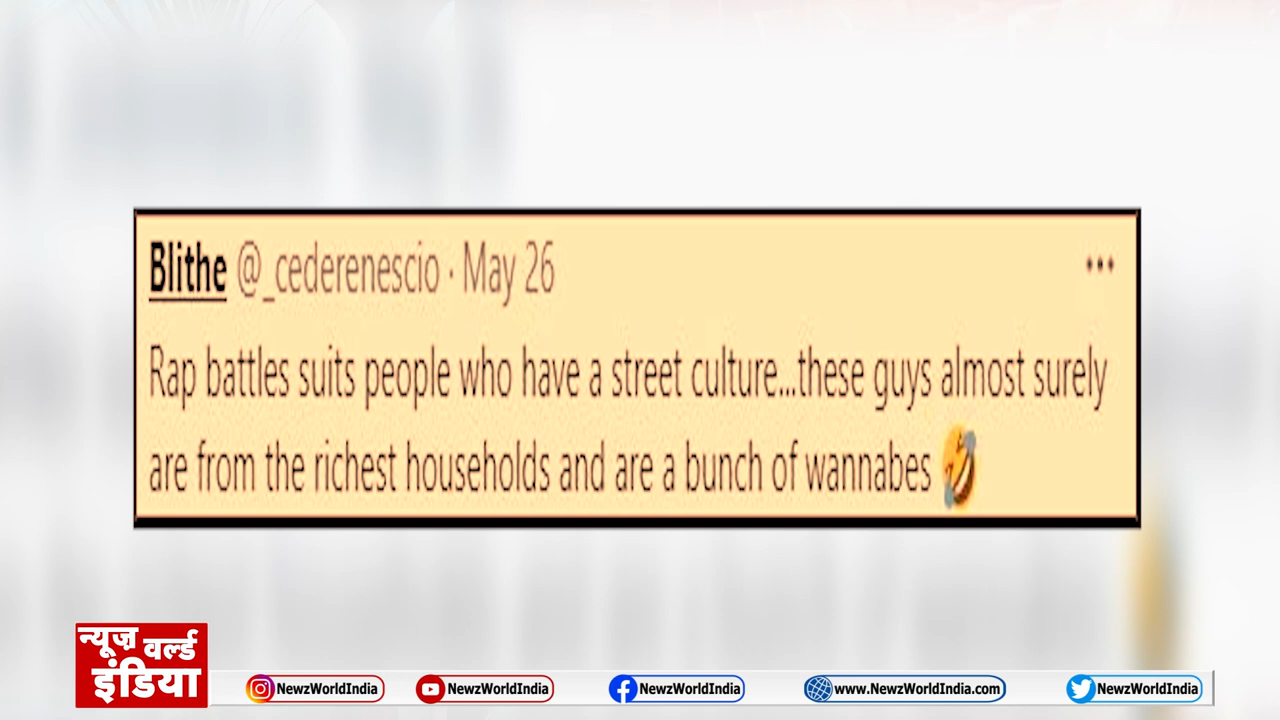 Blithe @_cederenescio · May 26
Rap battles suits people who have a street culture...these guys almost surely
are from the richest households and are a bunch of wannabes 🤣
न्यूज़ वर्ल्ड
इंडिया
NewzWorldIndia NewzWorldIndia NewzWorldIndia www.NewzWorldIndia.com NewzWorldIndia